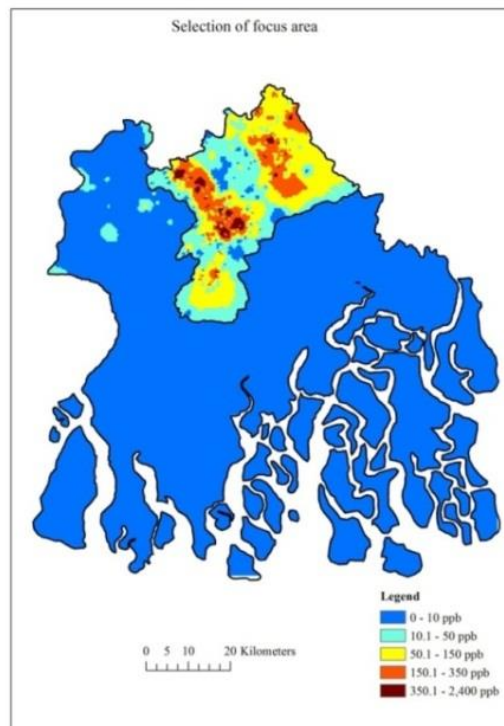 Selection of focus area
Legend
0 - 10 ppb
10.1 - 50 ppb
50.1 - 150 ppb
150.1 - 350 ppb
350.1 - 2,400 ppb
0 5 10 20 Kilometers